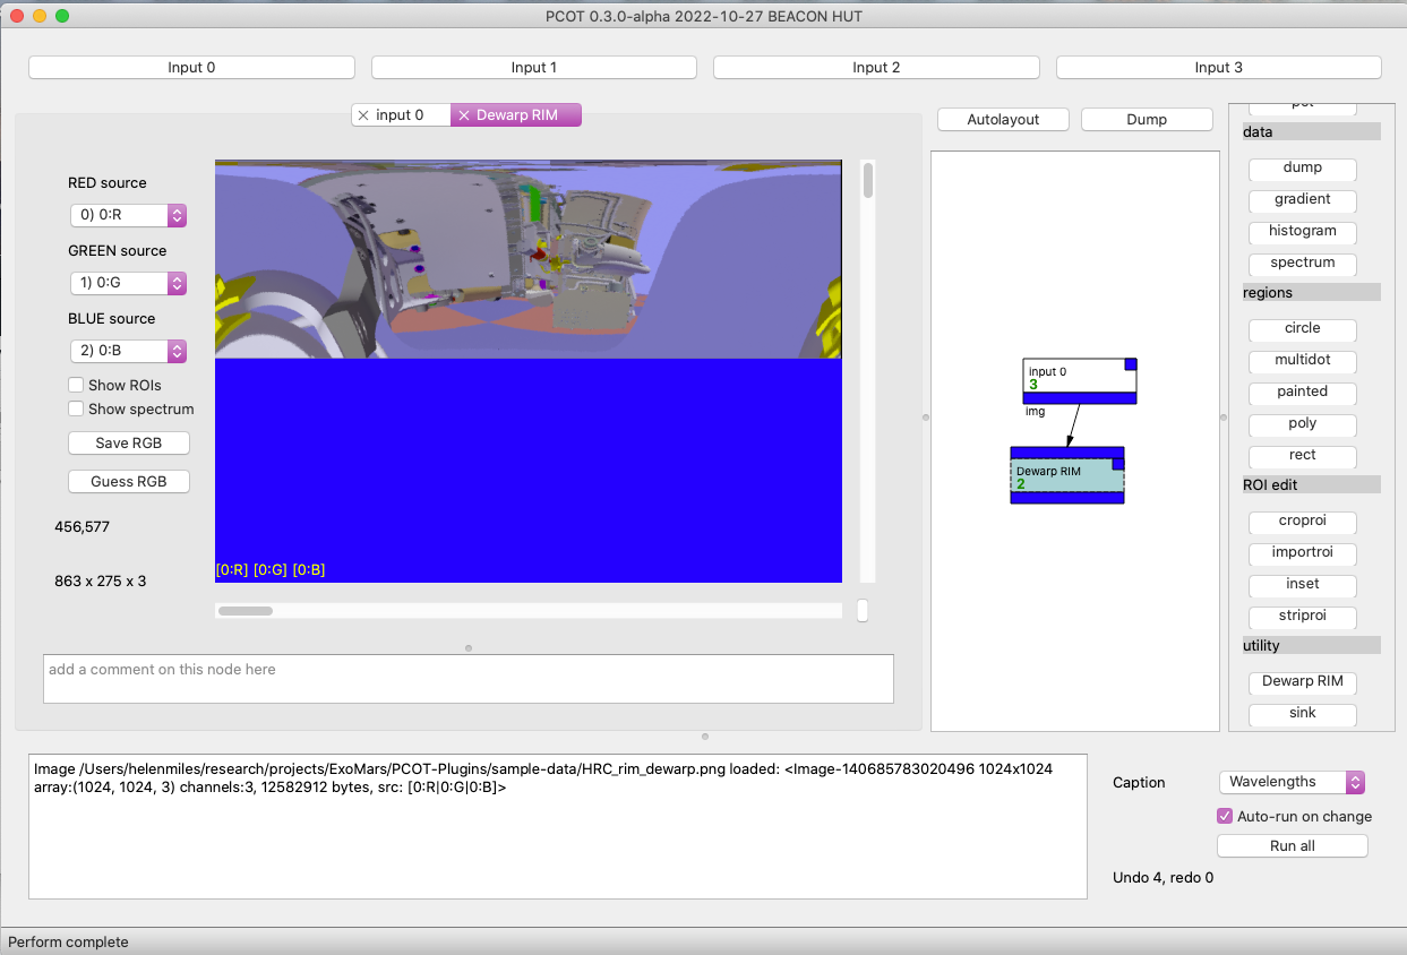 PCOT 0.3.0-alpha 2022-10-27 BEACON HUT
Input 0
Input 1
Input 2
Input 3
input 0
Dewarp RIM
RED source
0) 0:R
GREEN source
1) 0:G
BLUE source
2) 0:B
Show ROIs
Show spectrum
Save RGB
Guess RGB
456,577
863 x 275 x 3
[0:R] [0:G] [0:B]
add a comment on this node here
Autolayout
Dump
input 0
3
img
Dewarp RIM
2
data
dump
gradient
histogram
spectrum
regions
circle
multidot
painted
poly
rect
ROI edit
croproi
importroi
inset
striproi
utility
Dewarp RIM
sink
Image /Users/helenmiles/research/projects/ExoMars/PCOT-Plugins/sample-data/HRC_rim_dewarp.png loaded: <Image-140685783020496 1024x1024
array:(1024, 1024, 3) channels:3, 12582912 bytes, src: [0:R|0:G|0:B]>
Caption
Wavelengths
Auto-run on change
Run all
Undo 4, redo 0
Perform complete